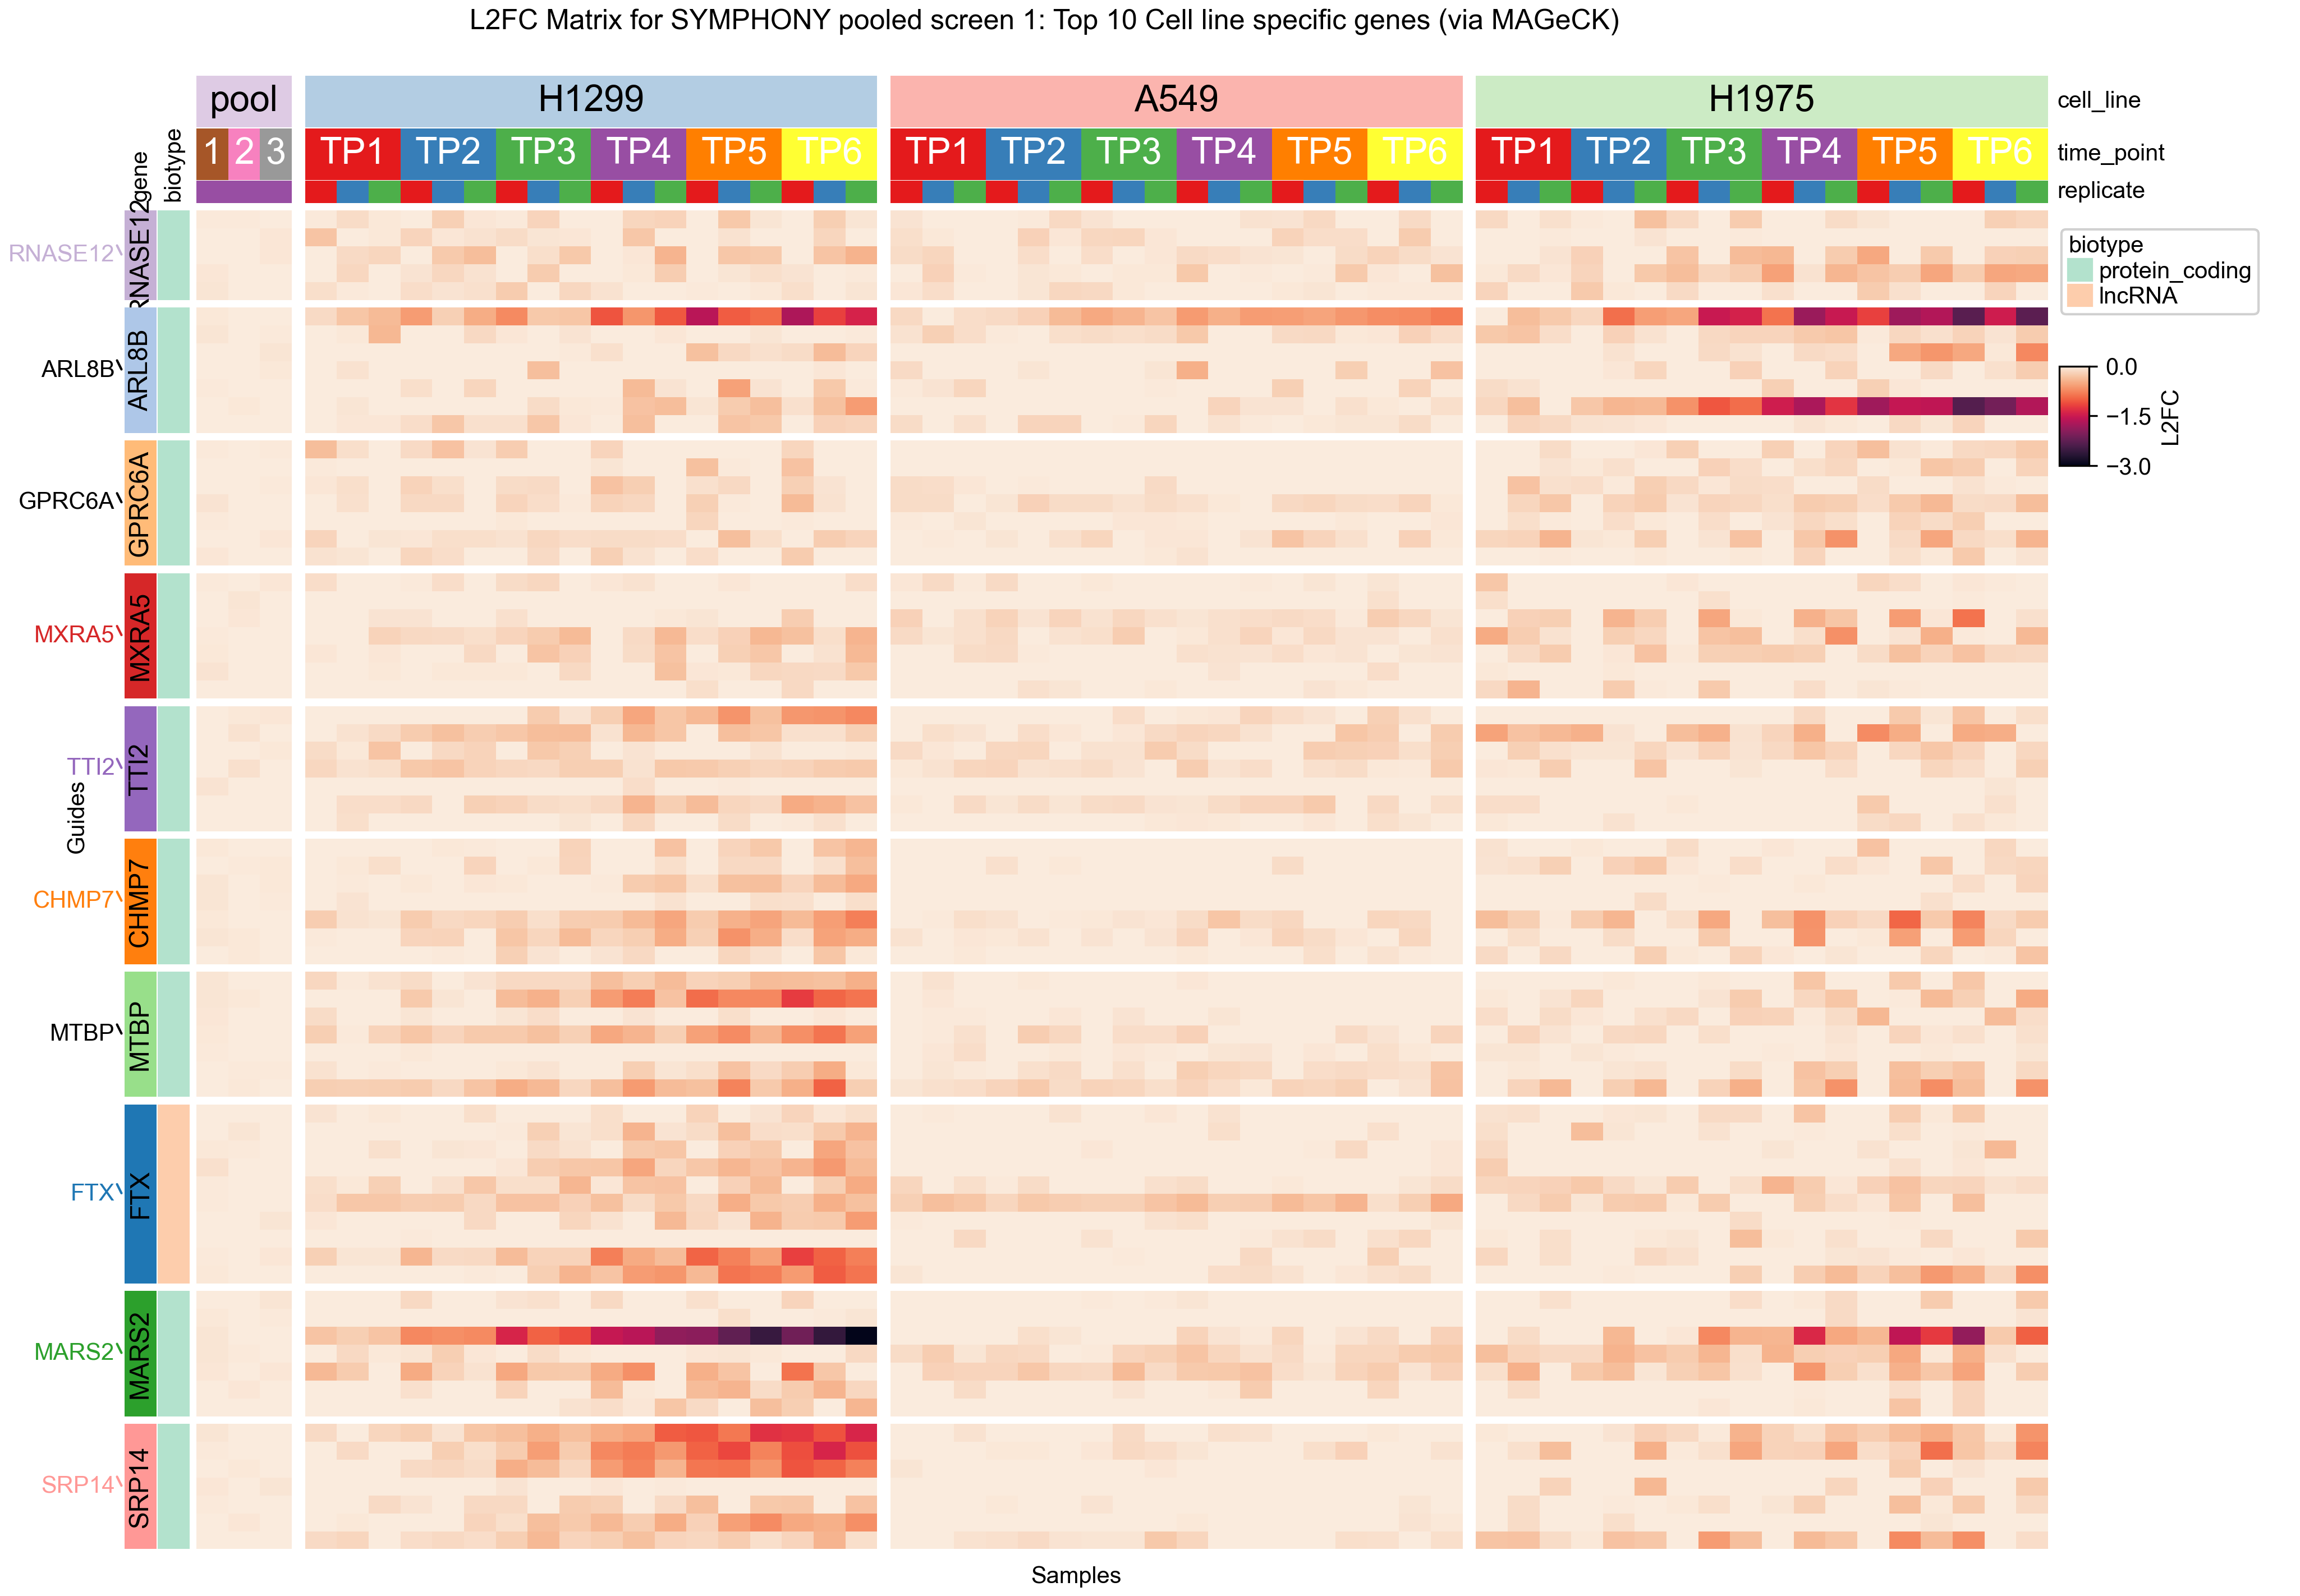 L2FC Matrix for SYMPHONY pooled screen 1: Top 10 Cell line specific genes (via MAGeCK)
pool H1299 A549 H1975 cell_line
1 2 3 TP1 TP2 TP3 TP4 TP5 TP6 TP1 TP2 TP3 TP4 TP5 TP6 TP1 TP2 TP3 TP4 TP5 TP6 time_point
gene biotype replicate
RNASE12 RNASE12
biotype
protein_coding
lncRNA
ARL8B ARL8B
0.0
−1.5
−3.0
L2FC
GPRC6A GPRC6A
MXRA5 MXRA5
TTI2 TTI2
Guides
CHMP7 CHMP7
MTBP MTBP
FTX FTX
MARS2 MARS2
SRP14 SRP14
Samples